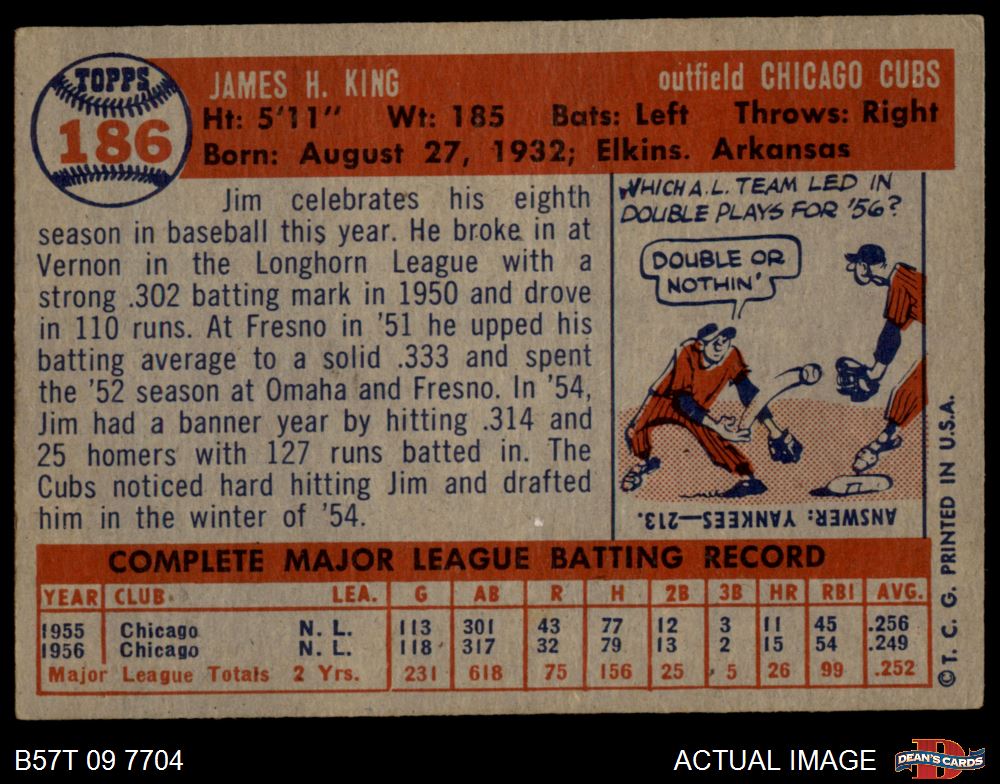 TOPPS
186
JAMES H. KING outfield CHICAGO CUBS
Ht: 5'11" Wt: 185 Bats: Left Throws: Right
Born: August 27, 1932; Elkins. Arkansas
Jim celebrates his eighth
season in baseball this year. He broke in at
Vernon in the Longhorn League with a
strong .302 batting mark in 1950 and drove
in 110 runs. At Fresno in '51 he upped his
batting average to a solid .333 and spent
the '52 season at Omaha and Fresno. In '54,
Jim had a banner year by hitting .314 and
25 homers with 127 runs batted in. The
Cubs noticed hard hitting Jim and drafted
him in the winter of '54.
WHICH A.L. TEAM LED IN
DOUBLE PLAYS FOR '56?
DOUBLE OR
NOTHIN'
ANSWER: YANKEES—213.
COMPLETE MAJOR LEAGUE BATTING RECORD
YEAR CLUB LEA. G AB R H 2B 3B HR RBI AVG.
1955 Chicago N. L. 113 301 43 77 12 3 11 45 .256
1956 Chicago N. L. 118 317 32 79 13 2 15 54 .249
Major League Totals 2 Yrs. 231 618 75 156 25 5 26 99 .252
©T. C. G. PRINTED IN U.S.A.
B57T 09 7704 ACTUAL IMAGE
DEAN'S CARDS